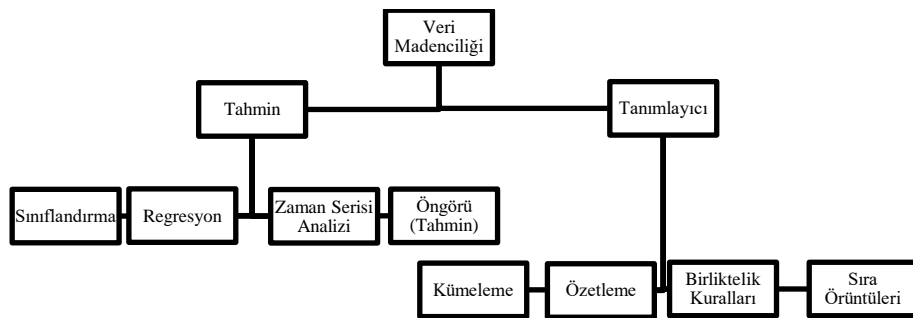 Veri
Madenciliği
Tahmin
Tanımlayıcı
Sınıflandırma
Regresyon
Zaman Serisi
Analizi
Öngörü
(Tahmin)
Kümeleme
Özetleme
Birliktelik
Kuralları
Sıra
Örüntüleri